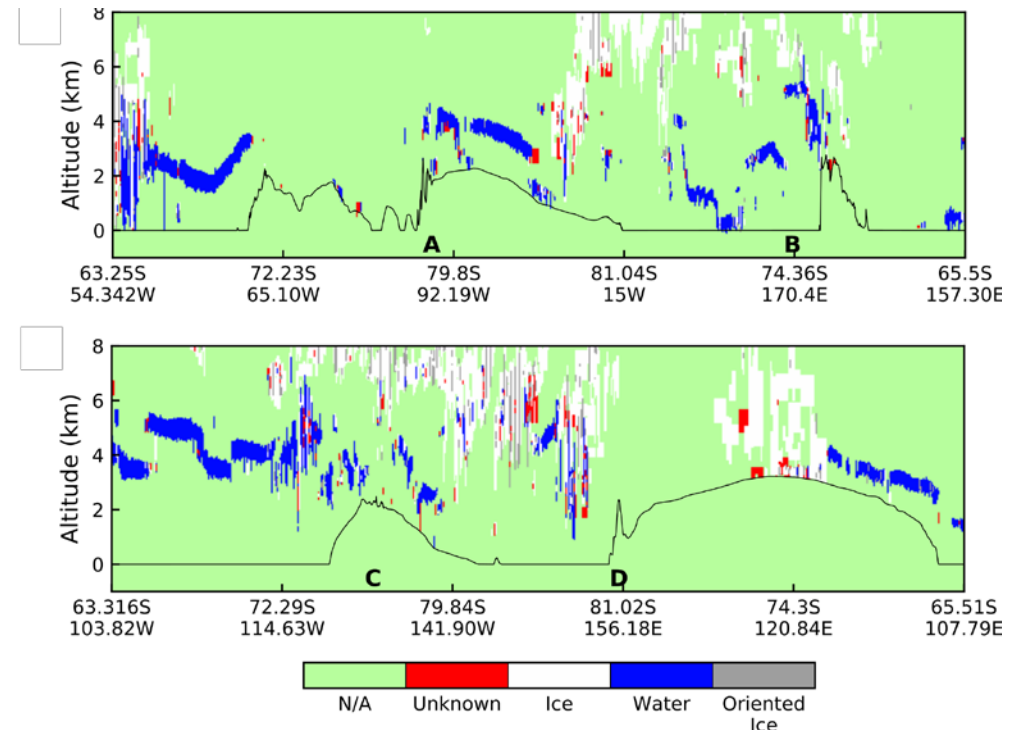 8
6
4
2
0
Altitude (km)
A
B
63.25S 72.23S 79.8S 81.04S 74.36S 65.5S
54.342W 65.10W 92.19W 15W 170.4E 157.30E
8
6
4
2
0
Altitude (km)
C
D
63.316S 72.29S 79.84S 81.02S 74.3S 65.51S
103.82W 114.63W 141.90W 156.18E 120.84E 107.79E
N/A Unknown Ice Water Oriented
Ice